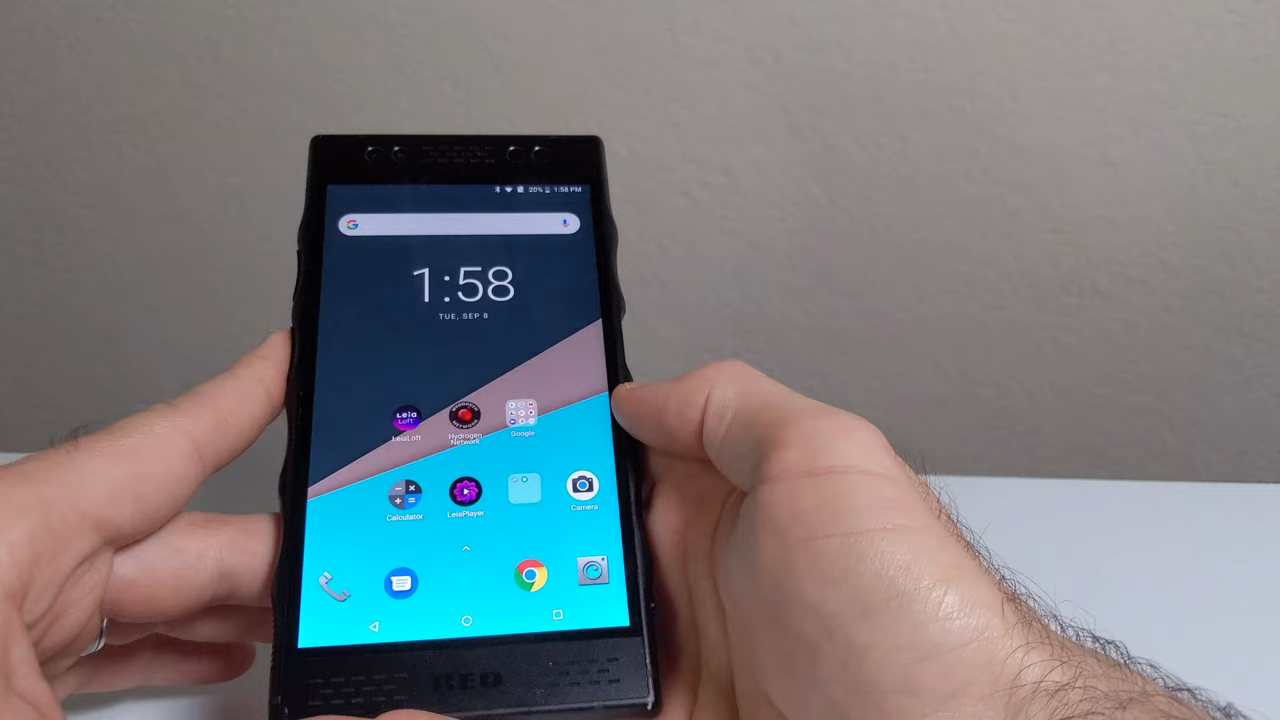 20% 1:58 PM
1:58
TUE, SEP 8
Leia
Loft
HYDROGEN
LeiaLoft
Hydrogen
Network
Google
Calculator
LeiaPlayer
Camera
RED